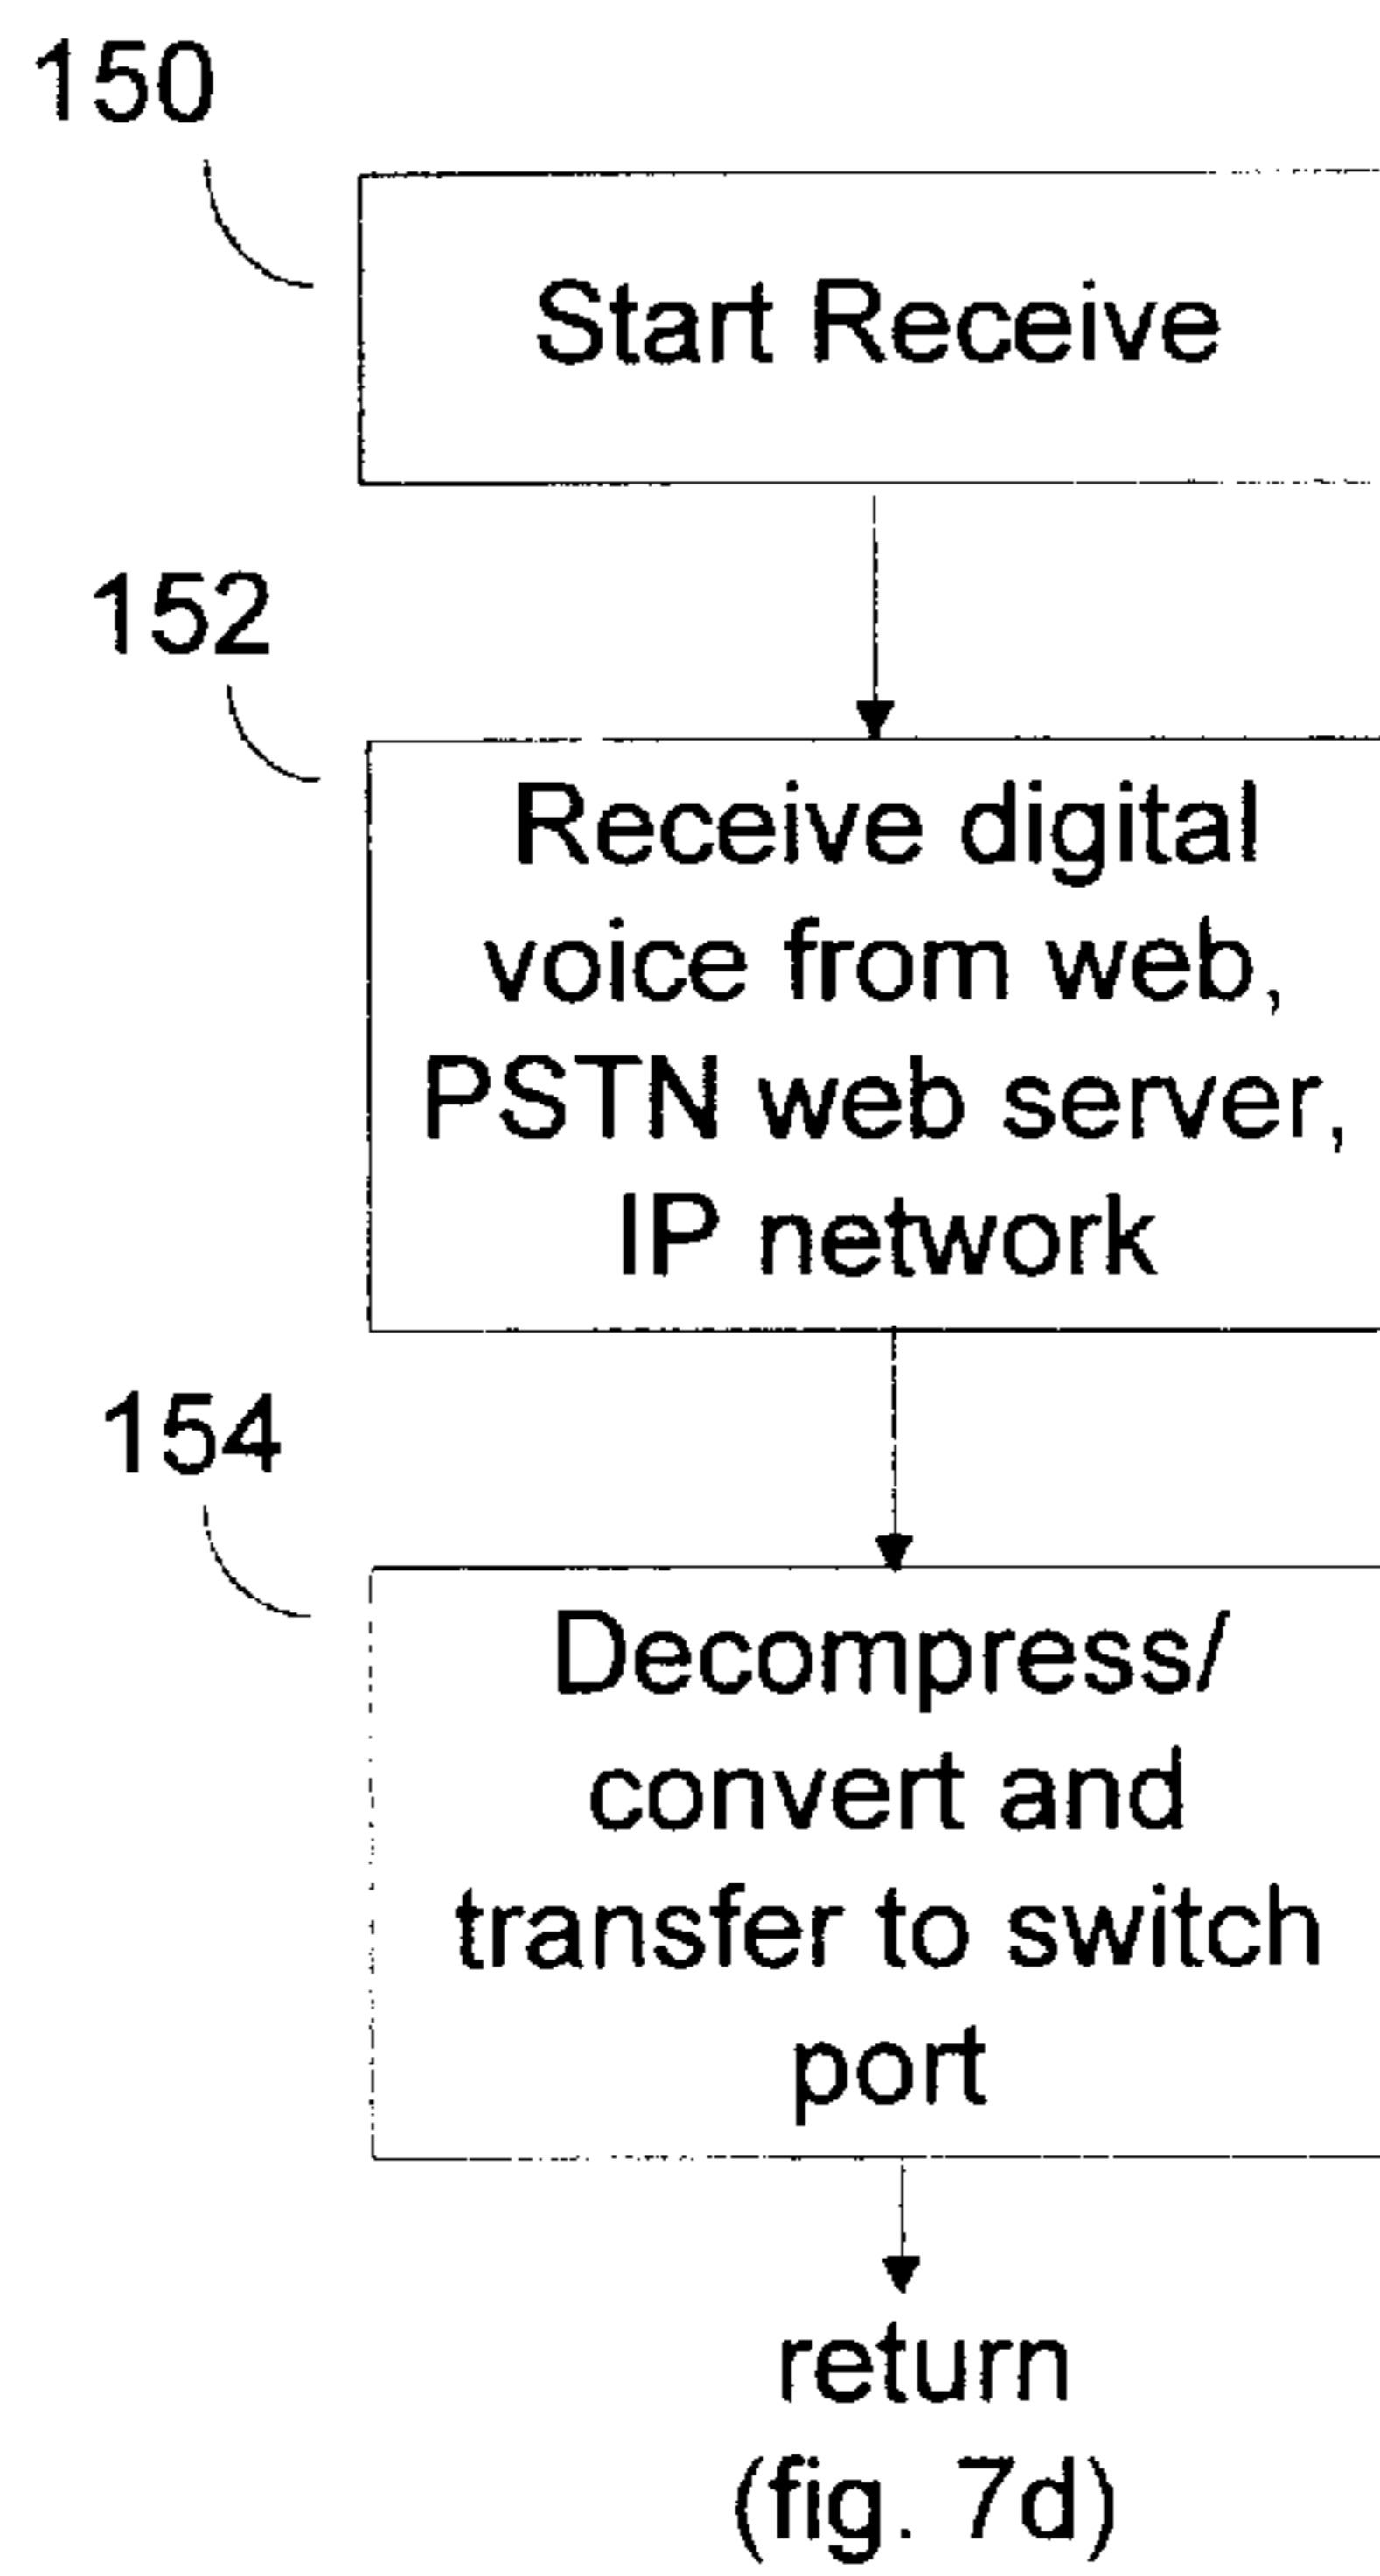 150
Start Receive
152
Receive digital
voice from web,
PSTN web server,
IP network
154
Decompress/
convert and
transfer to switch
port
return
(fig. 7d)